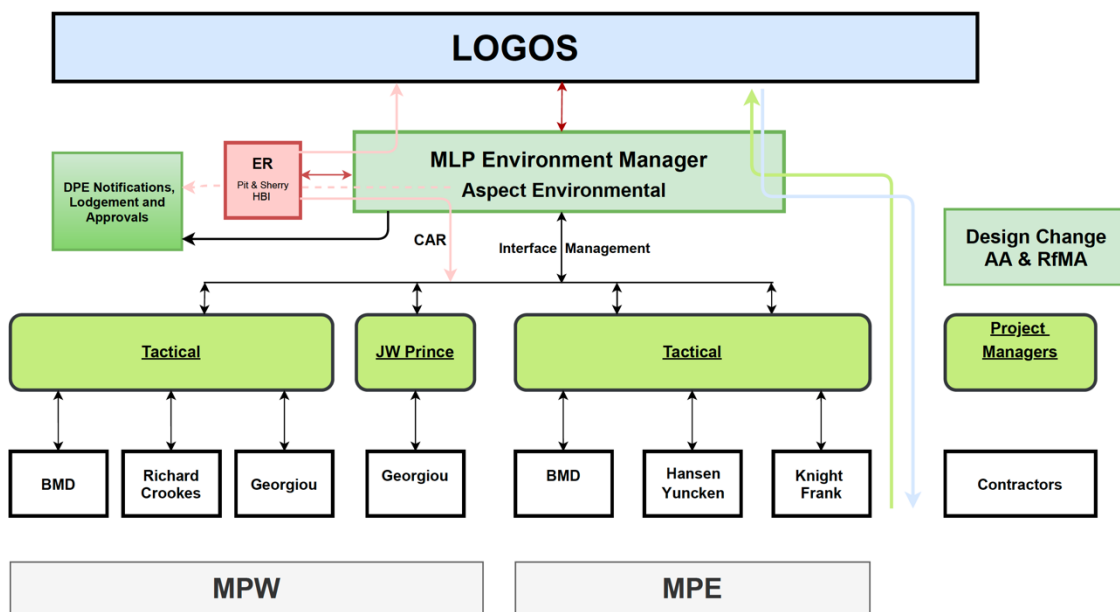 LOGOS
MLP Environment Manager
Aspect Environmental
ER
Pit & Sherry
HBI
DPE Notifications,
Lodgement and
Approvals
CAR
Interface Management
Design Change
AA & RfMA
Tactical
JW Prince
Tactical
Project
Managers
BMD
Richard
Crookes
Georgiou
Georgiou
BMD
Hansen
Yuncken
Knight
Frank
Contractors
MPW
MPE